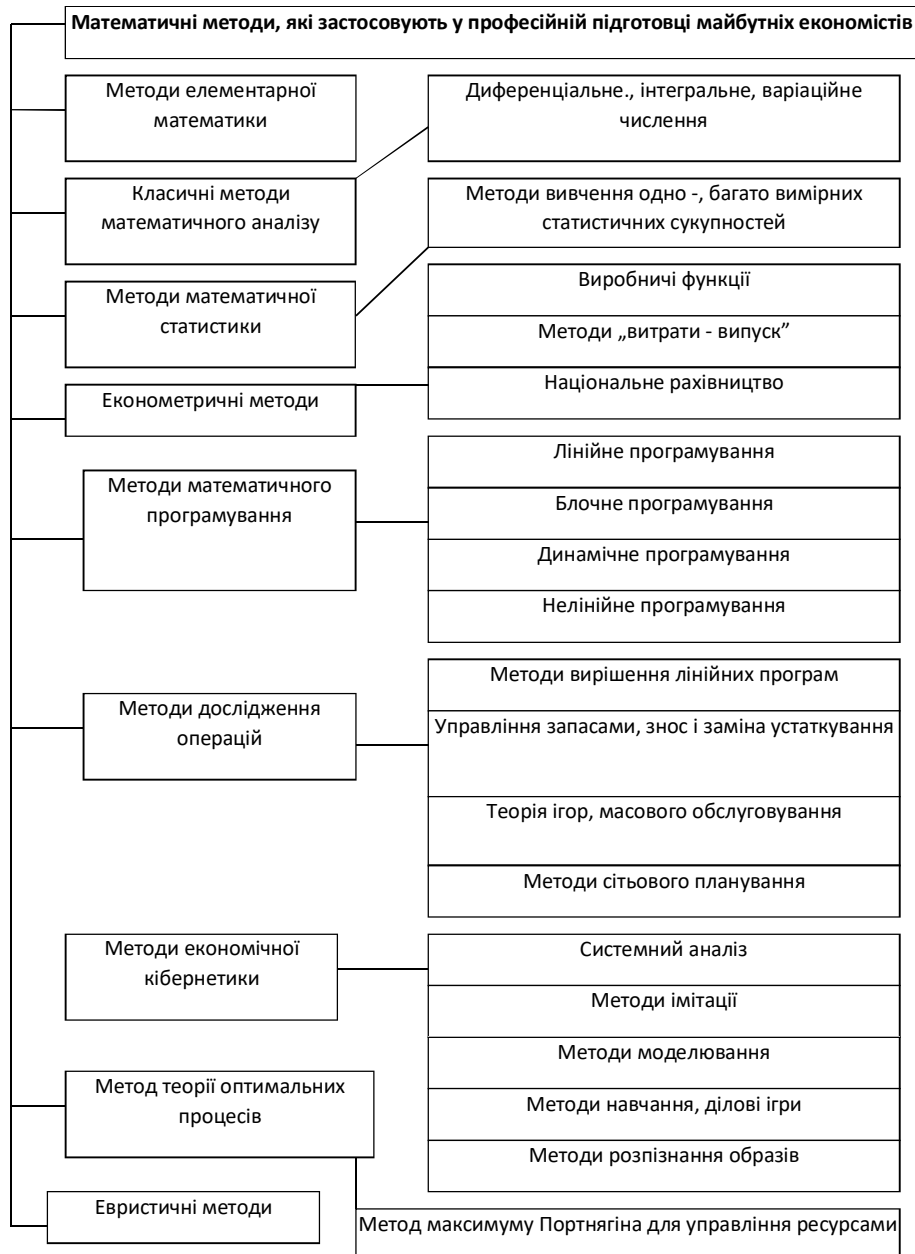 Математичні методи, які застосовують у професійній підготовці майбутніх економістів
Методи елементарної
математики
Диференціальне., інтегральне, варіаційне
числення
Класичні методи
математичного аналізу
Методи вивчення одно -, багато вимірних
статистичних сукупностей
Методи математичної
статистики
Виробничі функції
Методи „витрати - випуск”
Національне рахівництво
Економетричні методи
Методи математичного
програмування
Лінійне програмування
Блочне програмування
Динамічне програмування
Нелінійне програмування
Методи дослідження
операцій
Методи вирішення лінійних програм
Управління запасами, знос і заміна устаткування
Теорія ігор, масового обслуговування
Методи сітьового планування
Методи економічної
кібернетики
Системний аналіз
Методи імітації
Методи моделювання
Методи навчання, ділові ігри
Методи розпізнання образів
Метод теорії оптимальних
процесів
Метод максимуму Портнягіна для управління ресурсами
Евристичні методи